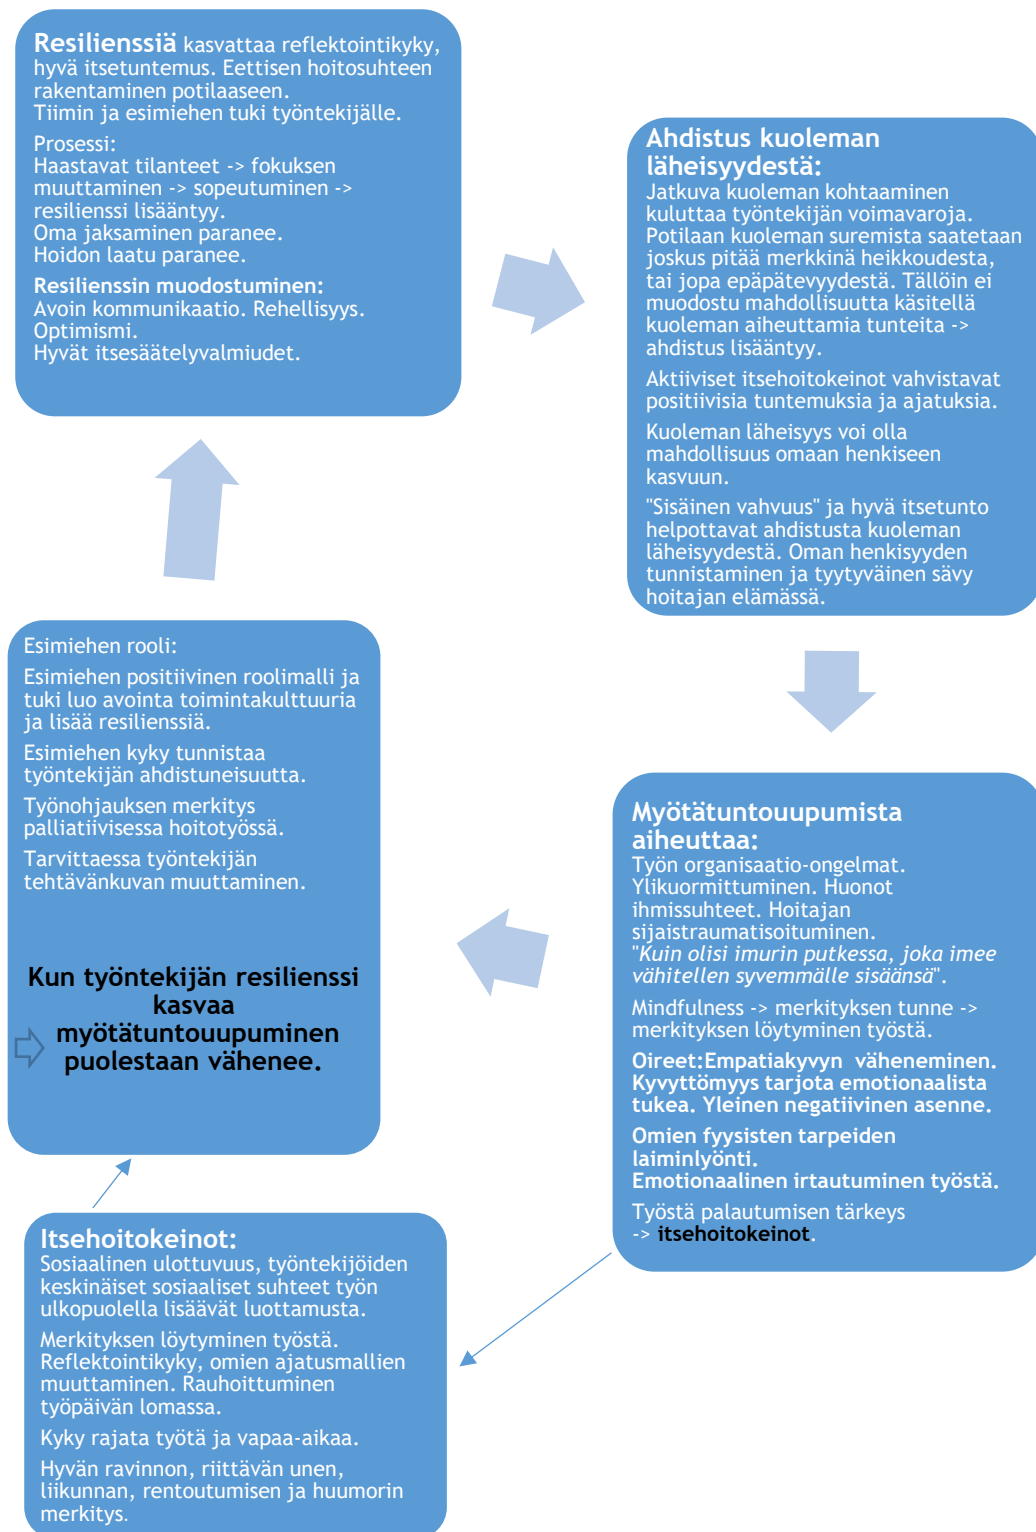 Resilienssiä kasvattaa reflektointikyky,
hyvä itsetuntemus. Eettisen hoitosuhteen
rakentaminen potilaaseen.
Tiimin ja esimiehen tuki työntekijälle.
Prosessi:
Haastavat tilanteet -> fokuksen
muuttaminen -> sopeutuminen ->
resilienssi lisääntyy.
Oma jaksaminen paranee.
Hoidon laatu paranee.
Resilienssin muodostuminen:
Avoin kommunikaatio. Rehellisyys.
Optimismi.
Hyvät itsesäätelyvalmiudet.
Ahdistus kuoleman
läheisyydestä:
Jatkuva kuoleman kohtaaminen
kuluttaa työntekijän voimavaroja.
Potilaan kuoleman suremista saatetaan
joskus pitää merkkinä heikkoudesta,
tai jopa epäpätevyydestä. Tällöin ei
muodostu mahdollisuutta käsitellä
kuoleman aiheuttamia tunteita ->
ahdistus lisääntyy.
Aktiiviset itsehoitokeinot vahvistavat
positiivisia tuntemuksia ja ajatuksia.
Kuoleman läheisyys voi olla
mahdollisuus omaan henkiseen
kasvuun.
"Sisäinen vahvuus" ja hyvä itsetunto
helpottavat ahdistusta kuoleman
läheisyydestä. Oman henkisyyden
tunnistaminen ja tyytyväinen sävy
hoitajan elämässä.
Myötätuntouupumista
aiheuttaa:
Työn organisaatio-ongelmat.
Ylikuormittuminen. Huonot
ihmissuhteet. Hoitajan
sijaistraumatisoituminen.
"Kuin olisi imurin putkessa, joka imee
vähitellen syvemmälle sisäänsä".
Mindfulness -> merkityksen tunne ->
merkityksen löytyminen työstä.
Oireet:Empatiakyvyn  väheneminen.
Kyvyttömyys tarjota emotionaalista
tukea. Yleinen negatiivinen asenne.
Omien fyysisten tarpeiden
laiminlyönti.
Emotionaalinen irtautuminen työstä.
Työstä palautumisen tärkeys
-> itsehoitokeinot.
Esimiehen rooli:
Esimiehen positiivinen roolimalli ja
tuki luo avointa toimintakulttuuria
ja lisää resilienssiä.
Esimiehen kyky tunnistaa
työntekijän ahdistuneisuutta.
Työnohjauksen merkitys
palliatiivisessa hoitotyössä.
Tarvittaessa työntekijän
tehtävänkuvan muuttaminen.
Kun työntekijän resilienssi
kasvaa
myötätuntouupuminen
puolestaan vähenee.
Itsehoitokeinot:
Sosiaalinen ulottuvuus, työntekijöiden
keskinäiset sosiaaliset suhteet työn
ulkopuolella lisäävät luottamusta.
Merkityksen löytyminen työstä.
Reflektointikyky, omien ajatusmallien
muuttaminen. Rauhoittuminen
työpäivän lomassa.
Kyky rajata työtä ja vapaa-aikaa.
Hyvän ravinnon, riittävän unen,
liikunnan, rentoutumisen ja huumorin
merkitys.